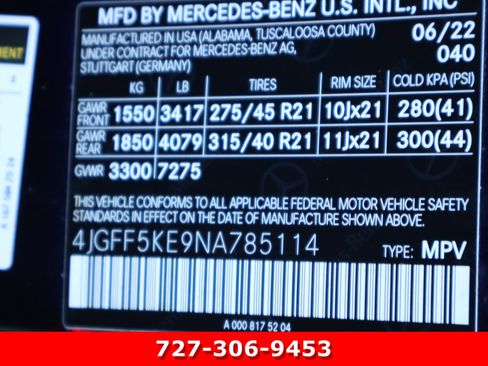 MFD BY MERCEDES-BENZ U.S. INTL., INC
MANUFACTURED IN USA (ALABAMA, TUSCALOOSA COUNTY) 06/22
UNDER CONTRACT FOR MERCEDES-BENZ AG, 040
STUTTGART (GERMANY)
KG LB TIRES RIM SIZE COLD KPA (PSI)
GAWR FRONT 1550 3417 275/45 R21 10Jx21 280(41)
GAWR REAR 1850 4079 315/40 R21 11Jx21 300(44)
GVWR 3300 7275
THIS VEHICLE CONFORMS TO ALL APPLICABLE FEDERAL MOTOR VEHICLE SAFETY
STANDARDS IN EFFECT ON THE DATE OF MANUFACTURE SHOWN ABOVE.
4JGFF5KE9NA785114 TYPE: MPV
A 000 817 52 04
A 167 584 25 24
727-306-9453